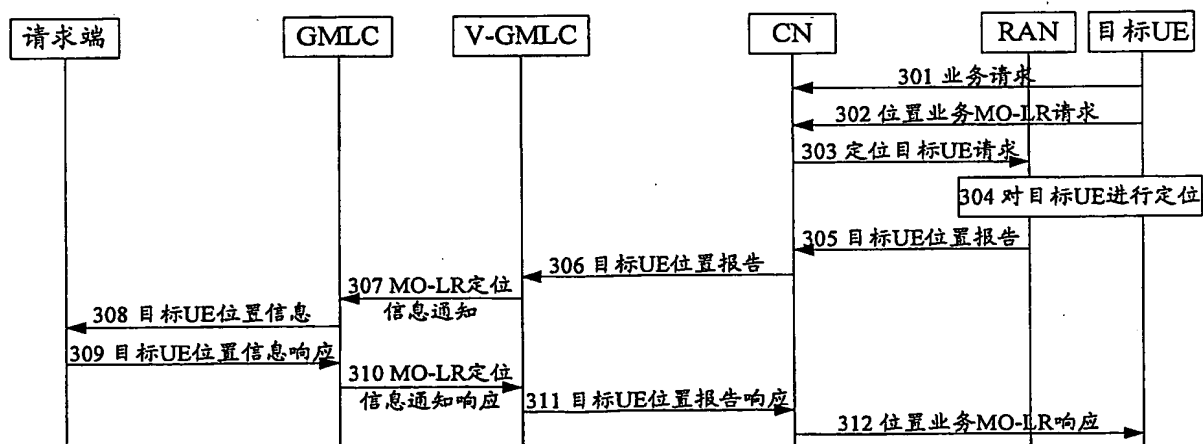 请求端
GMLC
V-GMLC
CN
RAN
目标UE
301 业务请求
302 位置业务MO-LR请求
303 定位目标UE请求
304 对目标UE进行定位
305 目标UE位置报告
306 目标UE位置报告
307 MO-LR定位
信息通知
308 目标UE位置信息
309 目标UE位置信息响应
310 MO-LR定位
信息通知响应
311 目标UE位置报告响应
312 位置业务MO-LR响应